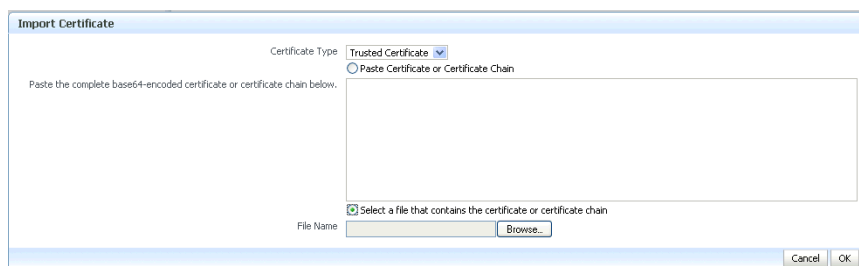 Import Certificate
Certificate Type Trusted Certificate
Paste Certificate or Certificate Chain
Paste the complete base64-encoded certificate or certificate chain below.
Select a file that contains the certificate or certificate chain
File Name Browse...
Cancel OK